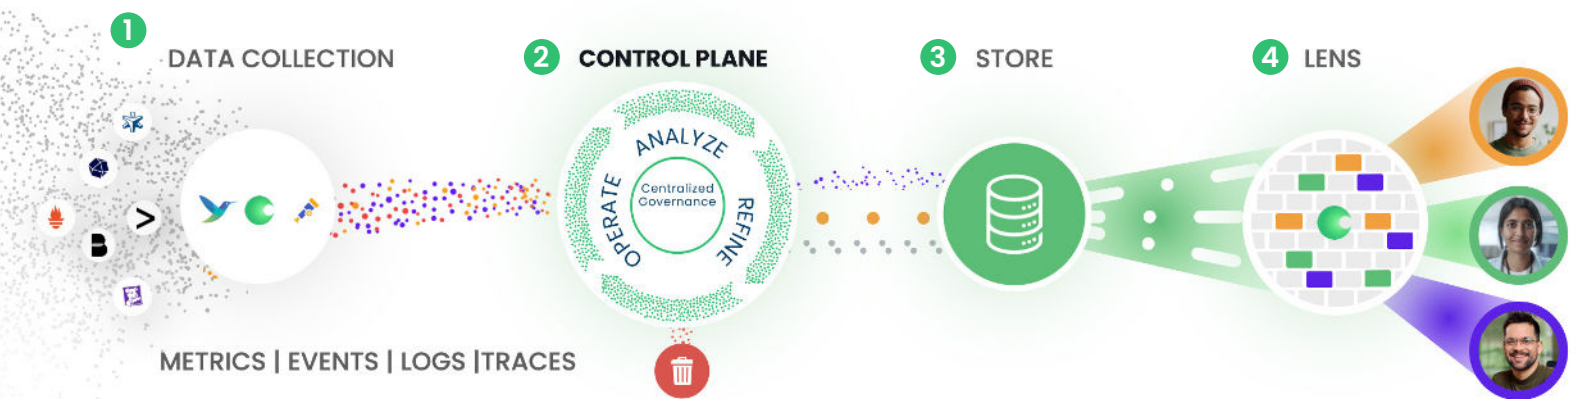 1
DATA COLLECTION
2
CONTROL PLANE
3
STORE
4
LENS
ANALYZE
REFINE
OPERATE
Centralized
Governance
METRICS | EVENTS | LOGS |TRACES